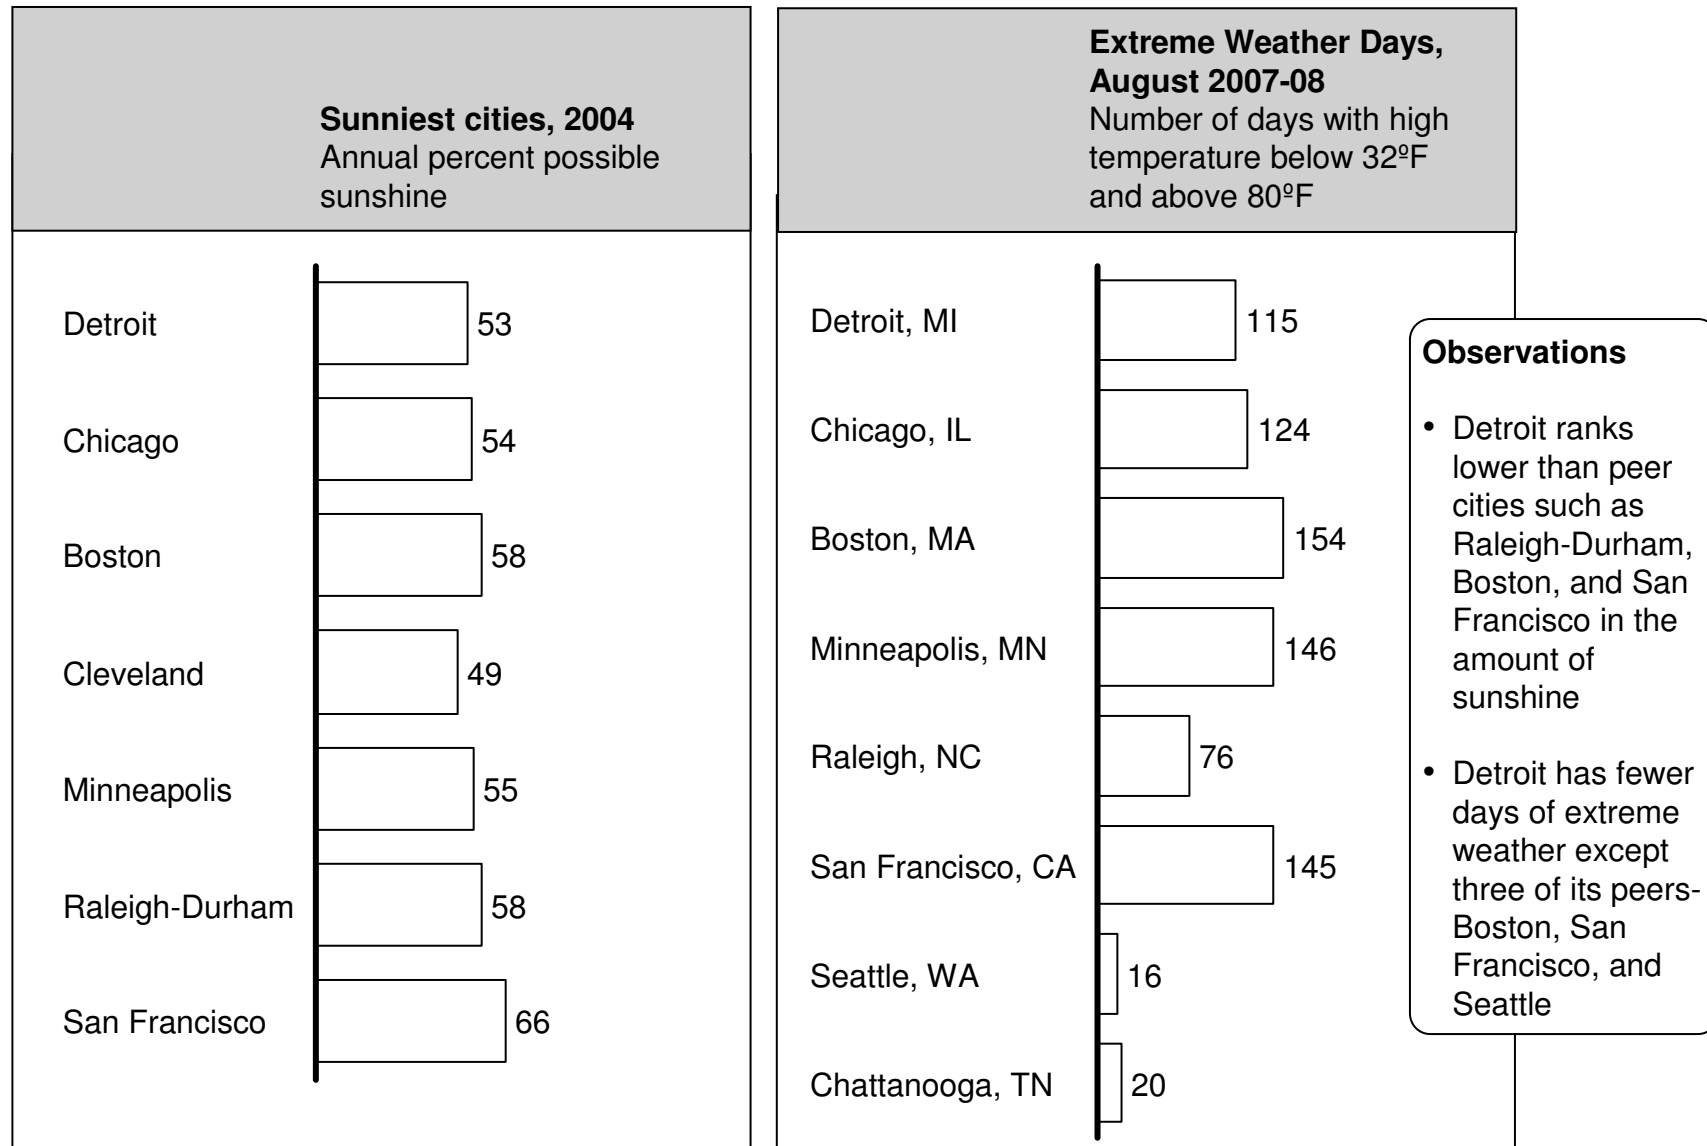 Sunniest cities, 2004
Annual percent possible
sunshine
Detroit 53
Chicago 54
Boston 58
Cleveland 49
Minneapolis 55
Raleigh-Durham 58
San Francisco 66
Extreme Weather Days,
August 2007-08
Number of days with high
temperature below 32ºF
and above 80ºF
Detroit, MI 115
Chicago, IL 124
Boston, MA 154
Minneapolis, MN 146
Raleigh, NC 76
San Francisco, CA 145
Seattle, WA 16
Chattanooga, TN 20
Observations
• Detroit ranks
lower than peer
cities such as
Raleigh-Durham,
Boston, and San
Francisco in the
amount of
sunshine
• Detroit has fewer
days of extreme
weather except
three of its peers-
Boston, San
Francisco, and
Seattle